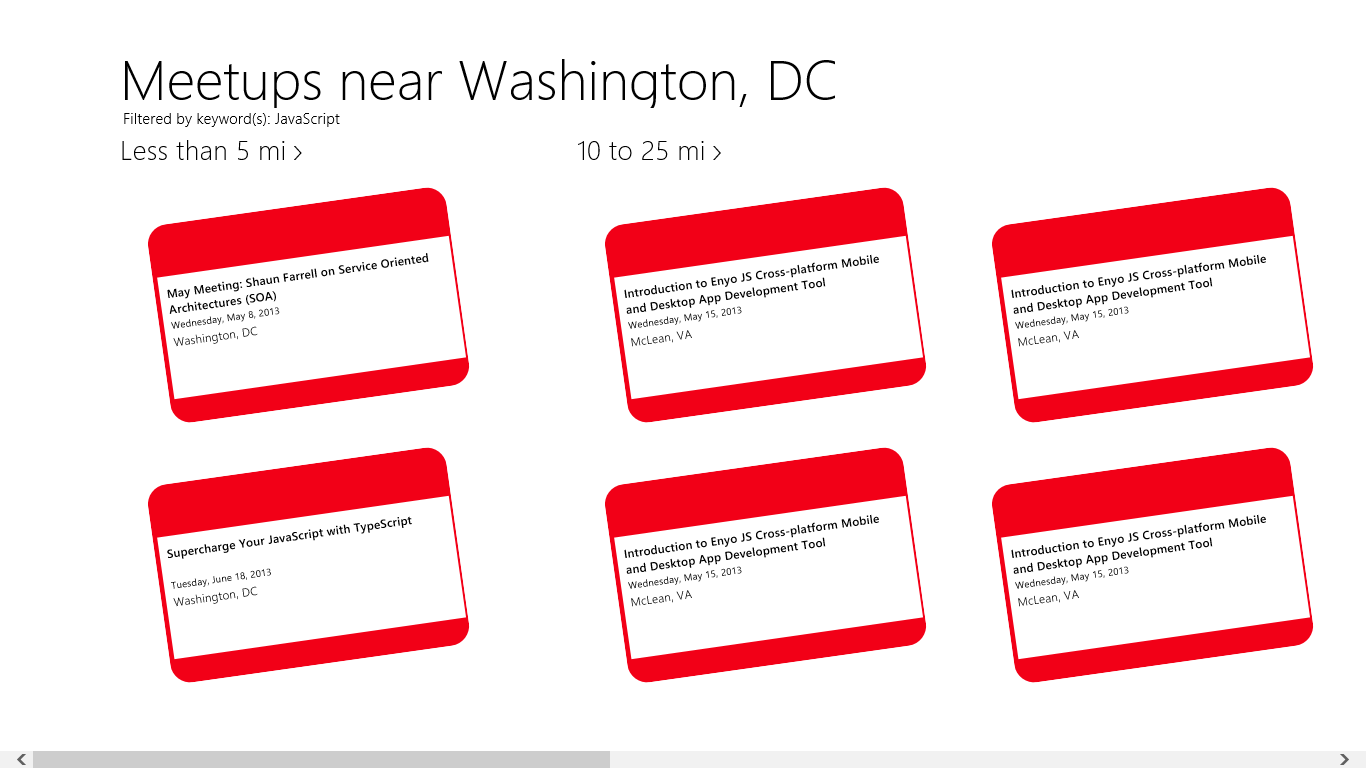 Meetups near Washington, DC
Filtered by keyword(s): JavaScript
Less than 5 mi
May Meeting: Shaun Farrell on Service Oriented
Architectures (SOA)
Wednesday, May 8, 2013
Washington, DC
Supercharge Your JavaScript with TypeScript
Tuesday, June 18, 2013
Washington, DC
10 to 25 mi
Introduction to Enyo JS Cross-platform Mobile
and Desktop App Development Tool
Wednesday, May 15, 2013
McLean, VA
Introduction to Enyo JS Cross-platform Mobile
and Desktop App Development Tool
Wednesday, May 15, 2013
McLean, VA
Introduction to Enyo JS Cross-platform Mobile
and Desktop App Development Tool
Wednesday, May 15, 2013
McLean, VA
Introduction to Enyo JS Cross-platform Mobile
and Desktop App Development Tool
Wednesday, May 15, 2013
McLean, VA